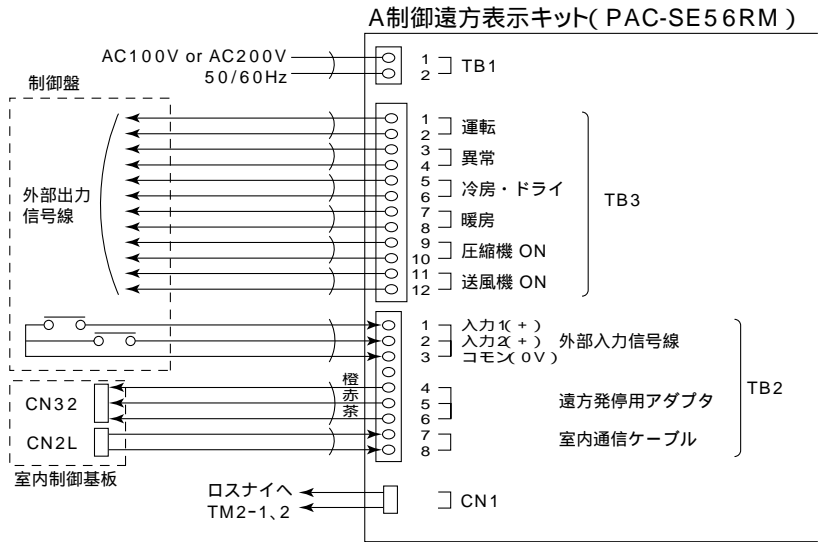 A制御遠方表示キット(PAC-SE56RM)
AC100V or AC200V
50/60Hz
1
2
TB1
制御盤
外部出力
信号線
1
2
運転
3
4
異常
5
6
冷房・ドライ
7
8
暖房
9
10
圧縮機 ON
11
12
送風機 ON
TB3
1 入力1(+)
2 入力2(+)
3 コモン(0V)
外部入力信号線
橙
赤
茶
4
5
6
遠方発停用アダプタ
7
8
室内通信ケーブル
TB2
CN32
CN2L
室内制御基板
ロスナイへ
TM2-1、2
CN1